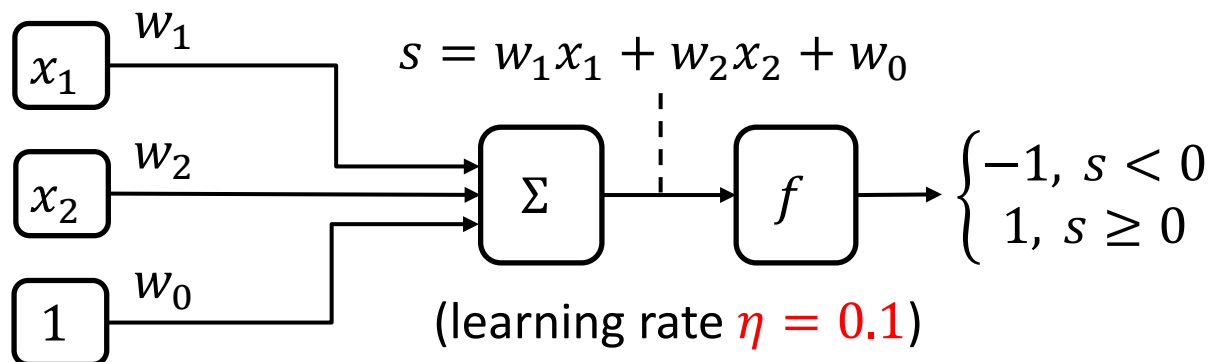 w₁
x₁
s = w₁x₁ + w₂x₂ + w₀
w₂
x₂
Σ
f
{−1, s < 0
1, s ≥ 0
w₀
1
(learning rate η = 0.1)